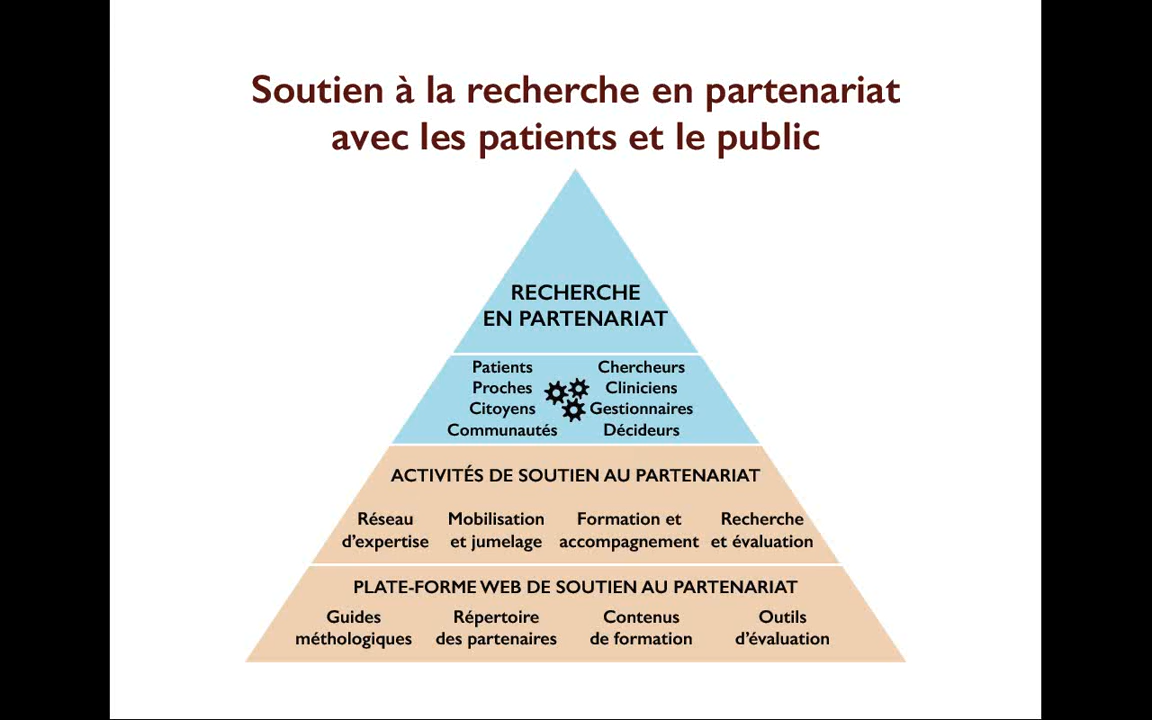 Soutien à la recherche en partenariat
avec les patients et le public
RECHERCHE
EN PARTENARIAT
Patients
Proches
Citoyens
Communautés
Chercheurs
Cliniciens
Gestionnaires
Décideurs
ACTIVITÉS DE SOUTIEN AU PARTENARIAT
Réseau
d'expertise
Mobilisation
et jumelage
Formation et
accompagnement
Recherche
et évaluation
PLATE-FORME WEB DE SOUTIEN AU PARTENARIAT
Guides
méthologiques
Répertoire
des partenaires
Contenus
de formation
Outils
d'évaluation